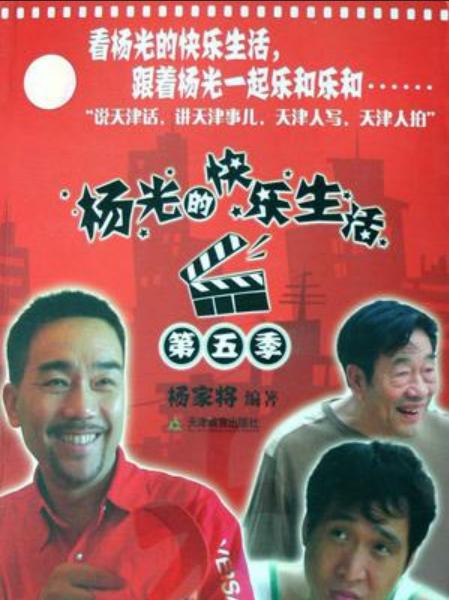 看杨光的快乐生活，
跟着杨光一起乐和乐和……
“说天津话，讲天津事儿，天津人写，天津人拍”
杨光的快乐生活
第五季
杨家将 编著
天津教育出版社